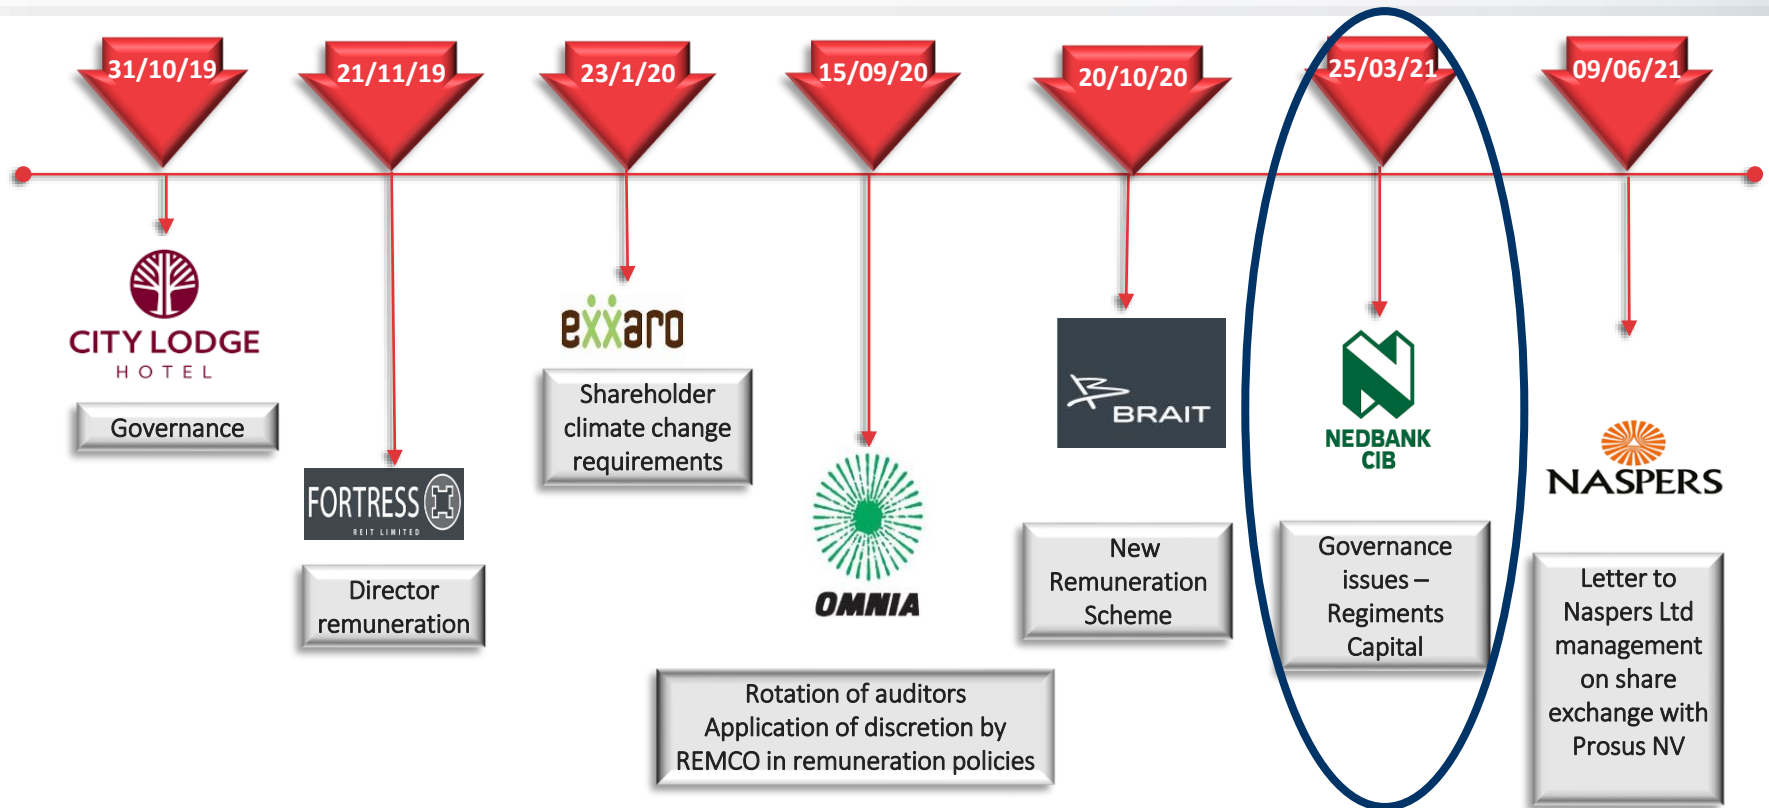 31/10/19
21/11/19
23/1/20
15/09/20
20/10/20
25/03/21
09/06/21
CITY LODGE
HOTEL
Governance
FORTRESS
REIT LIMITED
Director
remuneration
exxaro
Shareholder
climate change
requirements
OMNIA
Rotation of auditors
Application of discretion by
REMCO in remuneration policies
BRAIT
New
Remuneration
Scheme
NEDBANK
CIB
Governance
issues –
Regiments
Capital
NASPERS
Letter to
Naspers Ltd
management
on share
exchange with
Prosus NV